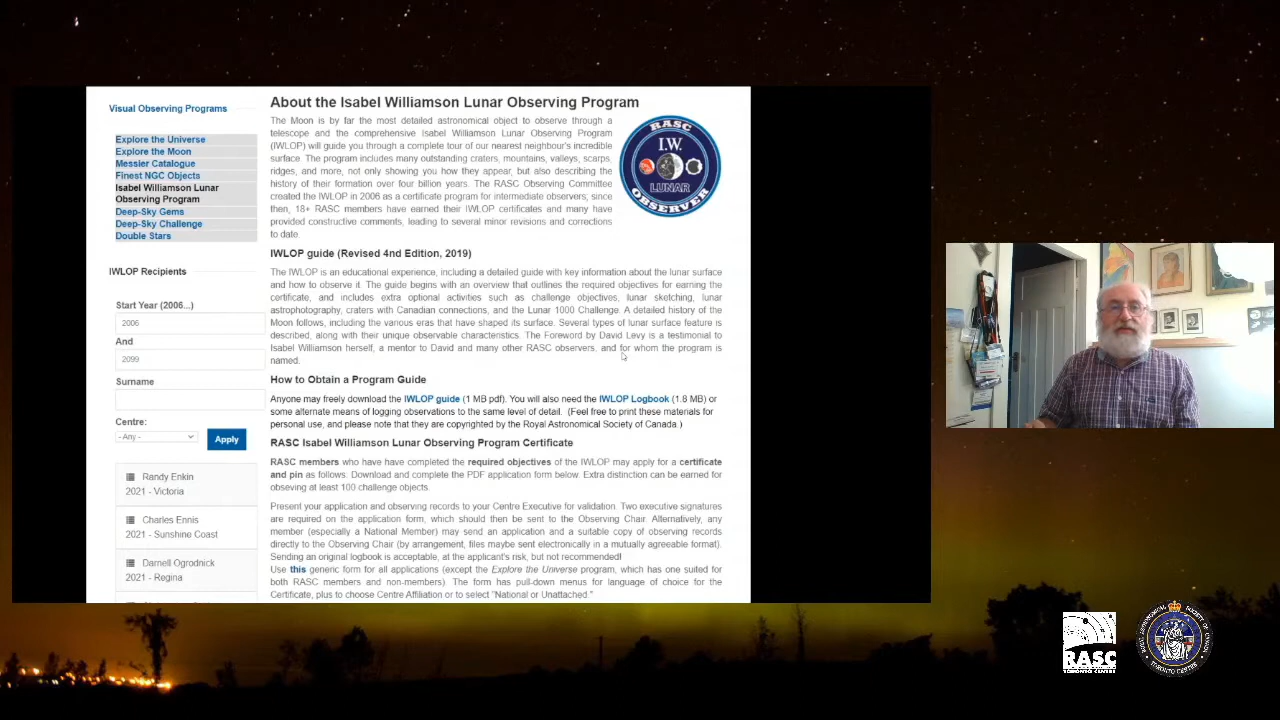 Visual Observing Programs
Explore the Universe
Explore the Moon
Messier Catalogue
Finest NGC Objects
Isabel Williamson Lunar
Observing Program
Deep-Sky Gems
Deep-Sky Challenge
Double Stars
IWLOP Recipients
Start Year (2006...)
2006
And
2099
Surname
Centre:
- Any -
Apply
Randy Enkin
2021 - Victoria
Charles Ennis
2021 - Sunshine Coast
Darnell Ogrodnick
2021 - Regina
About the Isabel Williamson Lunar Observing Program
The Moon is by far the most detailed astronomical object to observe through a
telescope and the comprehensive Isabel Williamson Lunar Observing Program
(IWLOP) will guide you through a complete tour of our nearest neighbour's incredible
surface. The program includes many outstanding craters, mountains, valleys, scarps,
ridges, and more, not only showing you how they appear, but also describing the
history of their formation over four billion years. The RASC Observing Committee
created the IWLOP in 2006 as a certificate program for intermediate observers; since
then, 18+ RASC members have earned their IWLOP certificates and many have
provided constructive comments, leading to several minor revisions and corrections
to date.
RASC
I.W.
LUNAR
OBSERVER
IWLOP guide (Revised 4nd Edition, 2019)
The IWLOP is an educational experience, including a detailed guide with key information about the lunar surface
and how to observe it. The guide begins with an overview that outlines the required objectives for earning the
certificate, and includes extra optional activities such as challenge objectives, lunar sketching, lunar
astrophotography, craters with Canadian connections, and the Lunar 1000 Challenge. A detailed history of the
Moon follows, including the various eras that have shaped its surface. Several types of lunar surface feature is
described, along with their unique observable characteristics. The Foreword by David Levy is a testimonial to
Isabel Williamson herself, a mentor to David and many other RASC observers, and for whom the program is
named.
How to Obtain a Program Guide
Anyone may freely download the IWLOP guide (1 MB pdf). You will also need the IWLOP Logbook (1.8 MB) or
some alternate means of logging observations to the same level of detail. (Feel free to print these materials for
personal use, and please note that they are copyrighted by the Royal Astronomical Society of Canada.)
RASC Isabel Williamson Lunar Observing Program Certificate
RASC members who have have completed the required objectives of the IWLOP may apply for a certificate
and pin as follows: Download and complete the PDF application form below. Extra distinction can be earned for
obseving at least 100 challenge objects.
Present your application and observing records to your Centre Executive for validation. Two executive signatures
are required on the application form, which should then be sent to the Observing Chair. Alternatively, any
member (especially a National Member) may send an application and a suitable copy of observing records
directly to the Observing Chair (by arrangement, files maybe sent electronically in a mutually agreeable format).
Sending an original logbook is acceptable, at the applicant's risk, but not recommended!
Use this generic form for all applications (except the Explore the Universe program, which has one suited for
both RASC members and non-members). The form has pull-down menus for language of choice for the
Certificate, plus to choose Centre Affiliation or to select "National or Unattached."
RASC
TORONTO CENTRE
TORONTO CENTRE